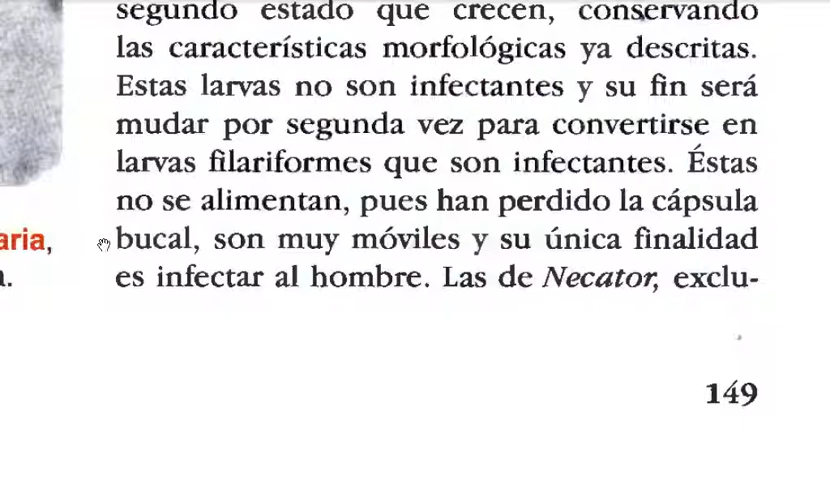 segundo estado que crecen, conservando
las características morfológicas ya descritas.
Estas larvas no son infectantes y su fin será
mudar por segunda vez para convertirse en
larvas filariformes que son infectantes. Éstas
no se alimentan, pues han perdido la cápsula
aria,
bucal, son muy móviles y su única finalidad
es infectar al hombre. Las de Necator, exclu-
149